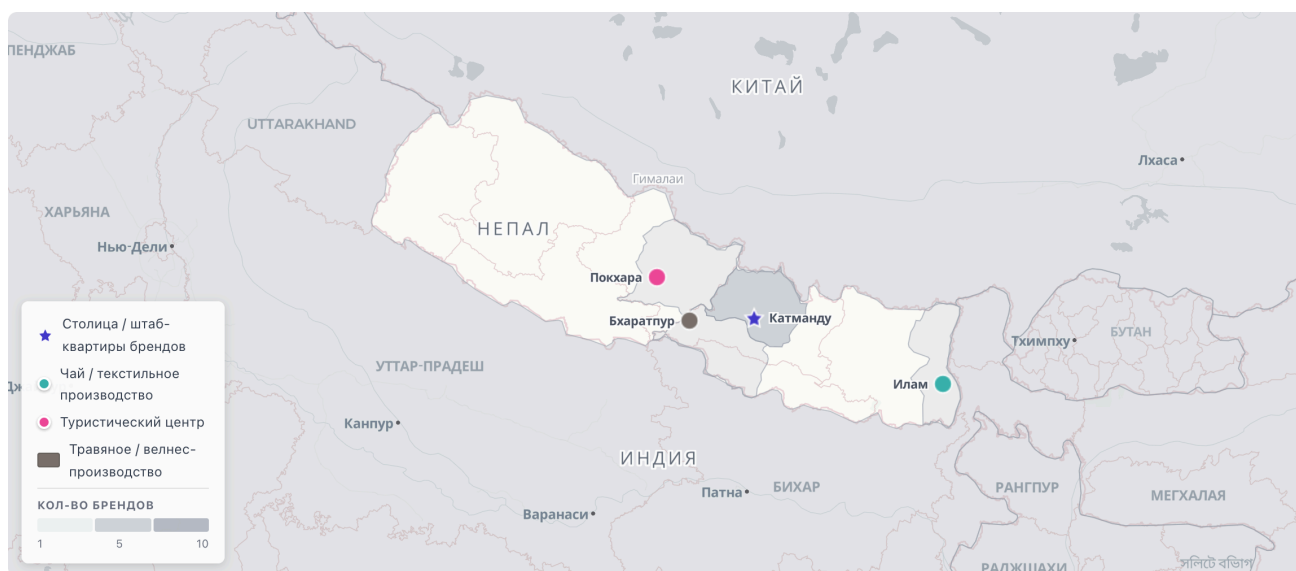 КИТАЙ
ПЕНДЖАБ
UTTARAKHAND
Лхаса
Гималаи
ХАРЬЯНА
НЕПАЛ
Нью-Дели
Покхара
Бхаратпур
Катманду
Тхимпху
БУТАН
УТТАР-ПРАДЕШ
Илам
Канпур
ИНДИЯ
Патна
БИХАР
РАНГПУР
МЕГХАЛАЯ
Варанаси
РАДЖШАХИ
Столица / штаб-
квартиры брендов
Чай / текстильное
производство
Туристический центр
Травяное / велнес-
производство
КОЛ-ВО БРЕНДОВ
1 5 10